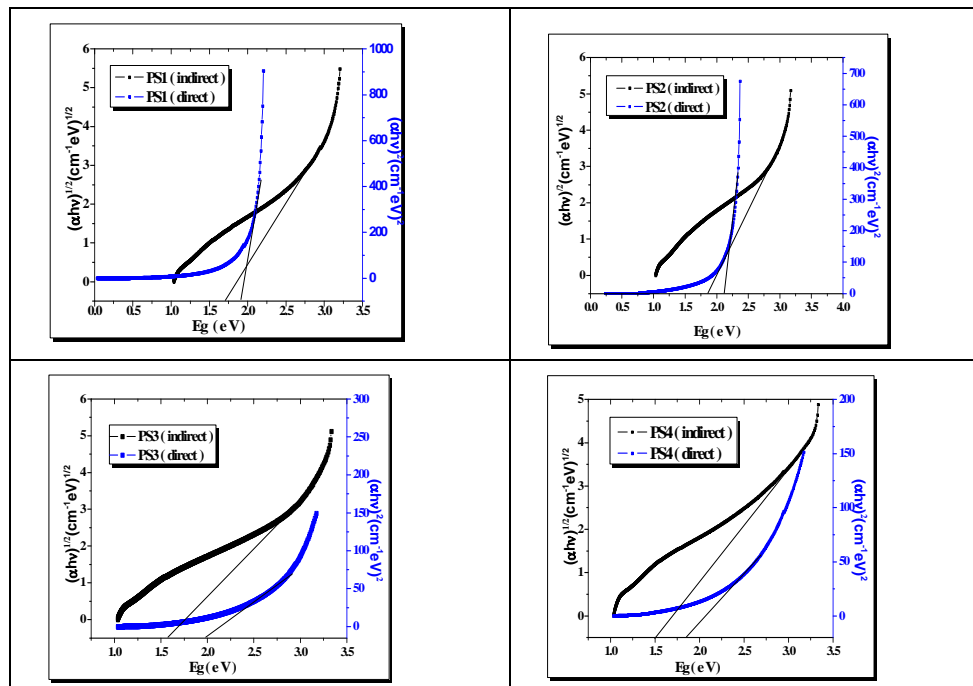 PS1 ( indirect )
PS1 ( direct )
(αhν)^1/2(cm^-1eV)^1/2
(αhν)^2(cm^-1eV)^2
6
5
4
3
2
1
0
1000
800
600
400
200
0
0.0 0.5 1.0 1.5 2.0 2.5 3.0 3.5
Eg ( e V )
PS2 ( indirect )
PS2 ( direct )
(αhν)^/2(cm^-1eV)^1/2
(αhν)^2(cm^-1eV)^2
6
5
4
3
2
1
0
700
600
500
400
300
200
100
0
0.0 0.5 1.0 1.5 2.0 2.5 3.0 3.5 4.0
Eg ( e V )
PS3 ( indirect )
PS3 ( direct )
(αhν)^1/2(cm^-1eV)^1/2
(αhν)^2(cm^-1eV)^2
6
5
4
3
2
1
0
300
250
200
150
100
50
0
1.0 1.5 2.0 2.5 3.0 3.5
Eg ( e V )
PS4 ( indirect )
PS4 ( direct )
(αhν)^1/2(cm^-1eV)^1/2
(αhν)^2(cm^-1eV)^2
5
4
3
2
1
0
200
150
100
50
0
1.0 1.5 2.0 2.5 3.0 3.5
Eg ( e V )